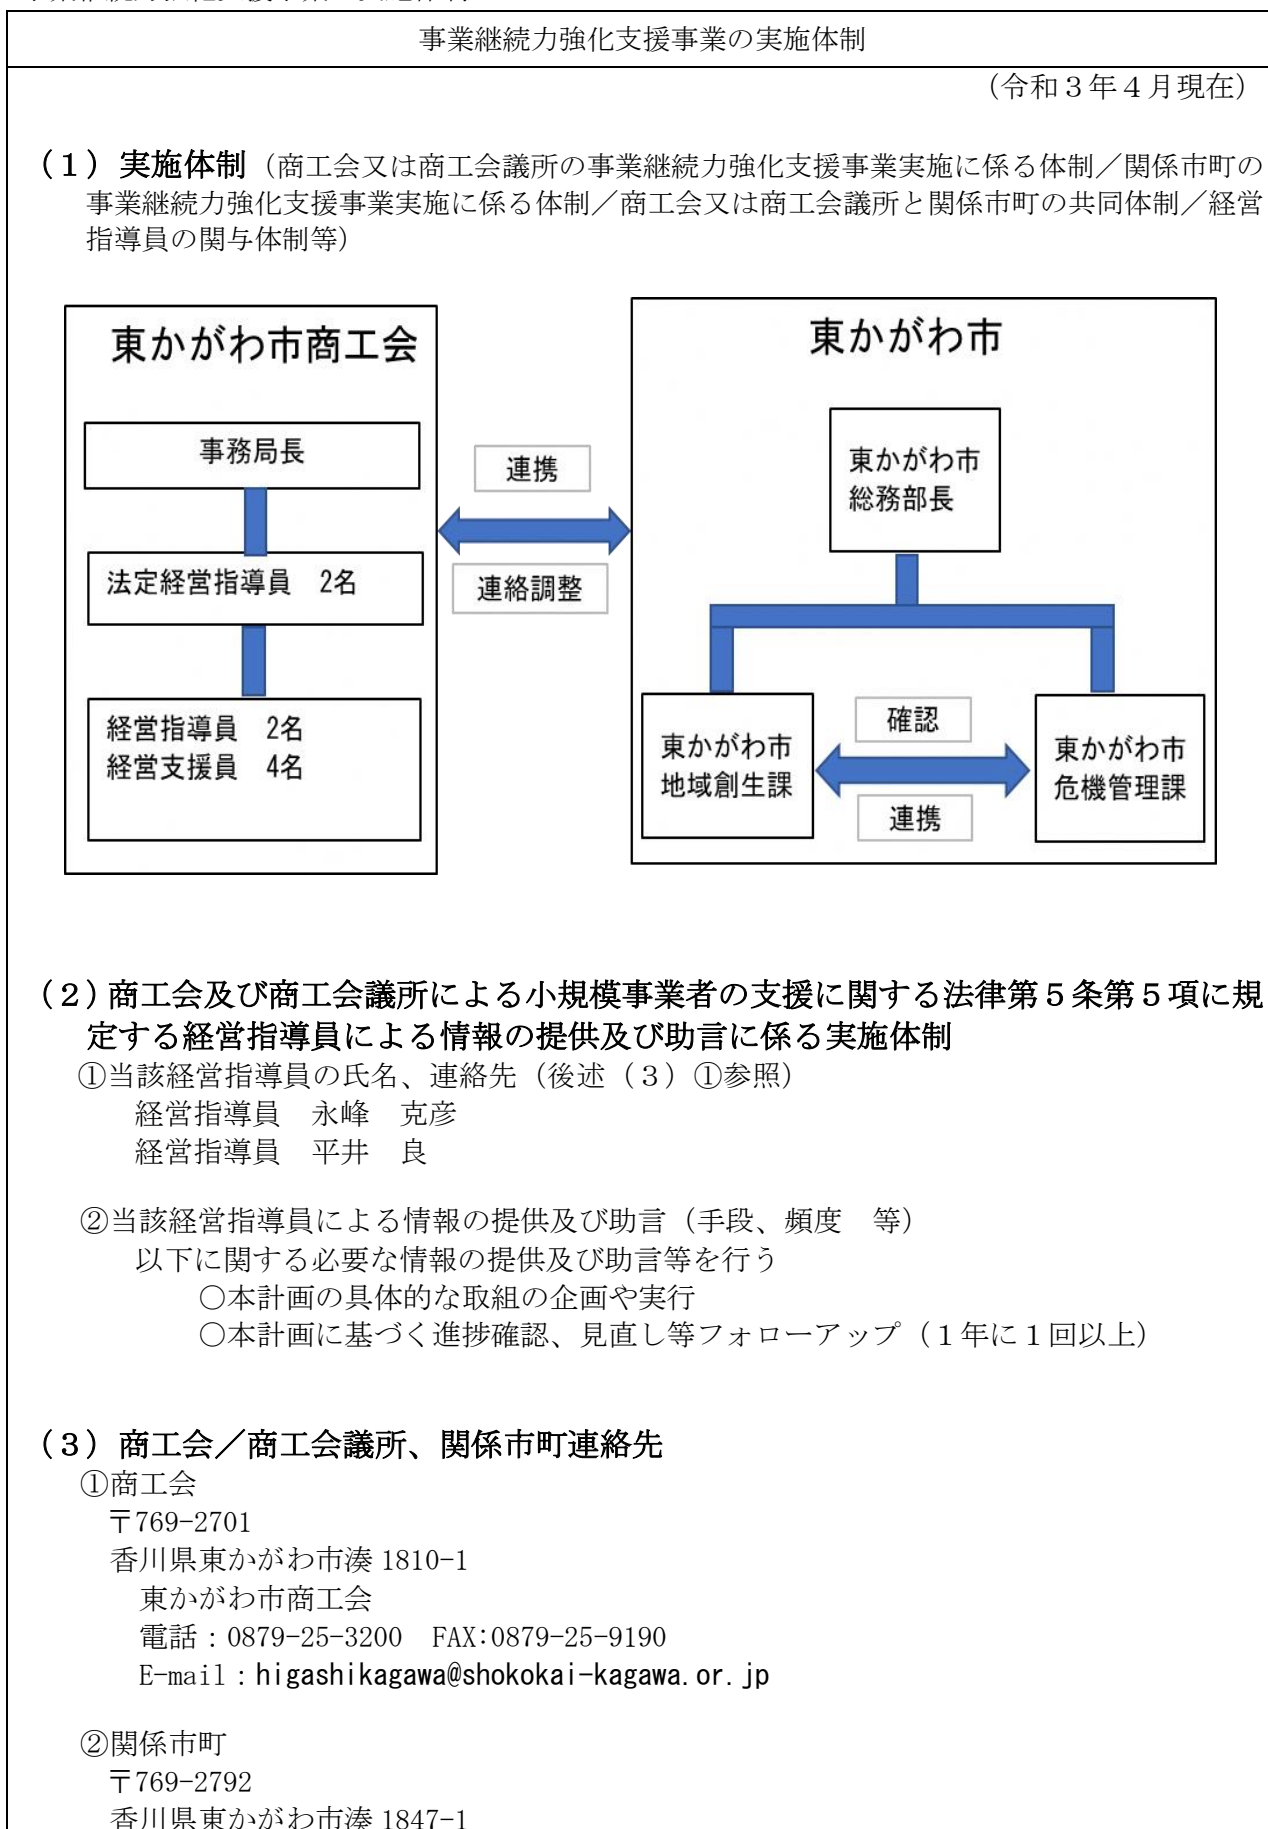 事業継続力強化支援事業の実施体制
（令和３年４月現在）
（１）実施体制（商工会又は商工会議所の事業継続力強化支援事業実施に係る体制／関係市町の
事業継続力強化支援事業実施に係る体制／商工会又は商工会議所と関係市町の共同体制／経営
指導員の関与体制等）
東かがわ市商工会
事務局長
法定経営指導員　2名
経営指導員　2名
経営支援員　4名
連携
連絡調整
東かがわ市
東かがわ市
総務部長
東かがわ市
地域創生課
確認
連携
東かがわ市
危機管理課
（２）商工会及び商工会議所による小規模事業者の支援に関する法律第５条第５項に規
定する経営指導員による情報の提供及び助言に係る実施体制
①当該経営指導員の氏名、連絡先（後述（３）①参照）
経営指導員　永峰　克彦
経営指導員　平井　良
②当該経営指導員による情報の提供及び助言（手段、頻度　等）
以下に関する必要な情報の提供及び助言等を行う
○本計画の具体的な取組の企画や実行
○本計画に基づく進捗確認、見直し等フォローアップ（１年に１回以上）
（３）商工会／商工会議所、関係市町連絡先
①商工会
〒769-2701
香川県東かがわ市湊 1810-1
東かがわ市商工会
電話：0879-25-3200　FAX:0879-25-9190
E-mail：higashikagawa@shokokai-kagawa.or.jp
②関係市町
〒769-2792
香川県東かがわ市湊 1847-1